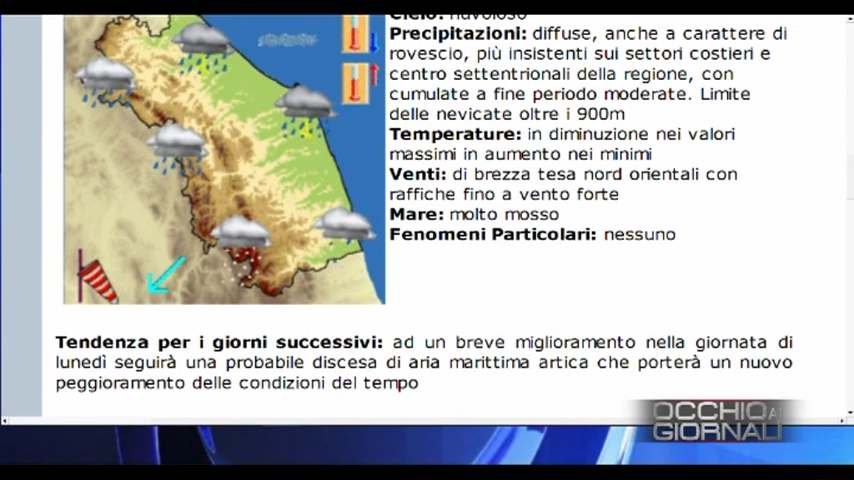 Cielo: nuvoloso
Precipitazioni: diffuse, anche a carattere di
rovescio, più insistenti sui settori costieri e
centro settentrionali della regione, con
cumulate a fine periodo moderate. Limite
delle nevicate oltre i 900m
Temperature: in diminuzione nei valori
massimi in aumento nei minimi
Venti: di brezza tesa nord orientali con
raffiche fino a vento forte
Mare: molto mosso
Fenomeni Particolari: nessuno
Tendenza per i giorni successivi: ad un breve miglioramento nella giornata di
lunedì seguirà una probabile discesa di aria marittima artica che porterà un nuovo
peggioramento delle condizioni del tempo
OCCHIO AI
GIORNALI